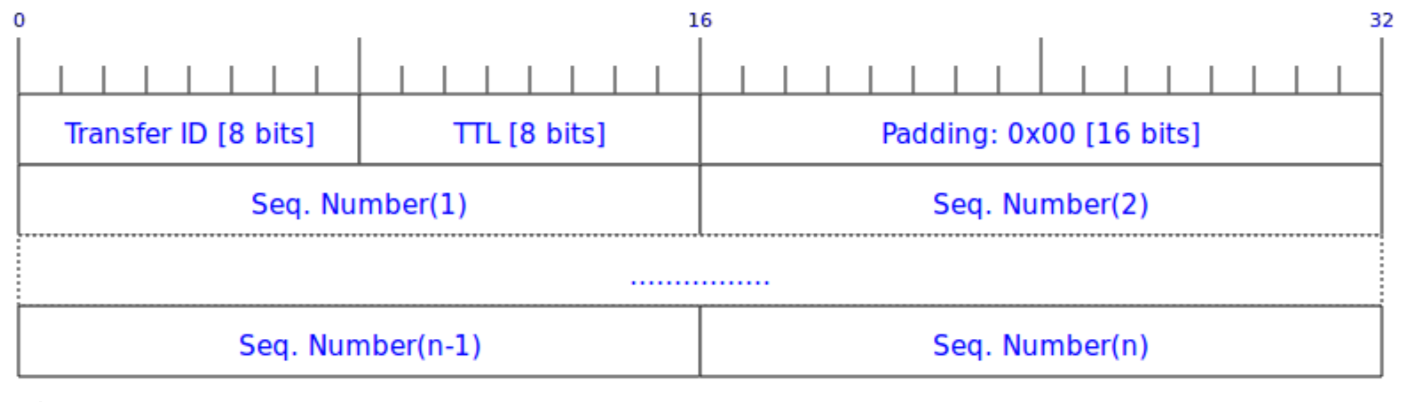 0 16 32
Transfer ID [8 bits] TTL [8 bits] Padding: 0x00 [16 bits]
Seq. Number(1) Seq. Number(2)
................
Seq. Number(n-1) Seq. Number(n)